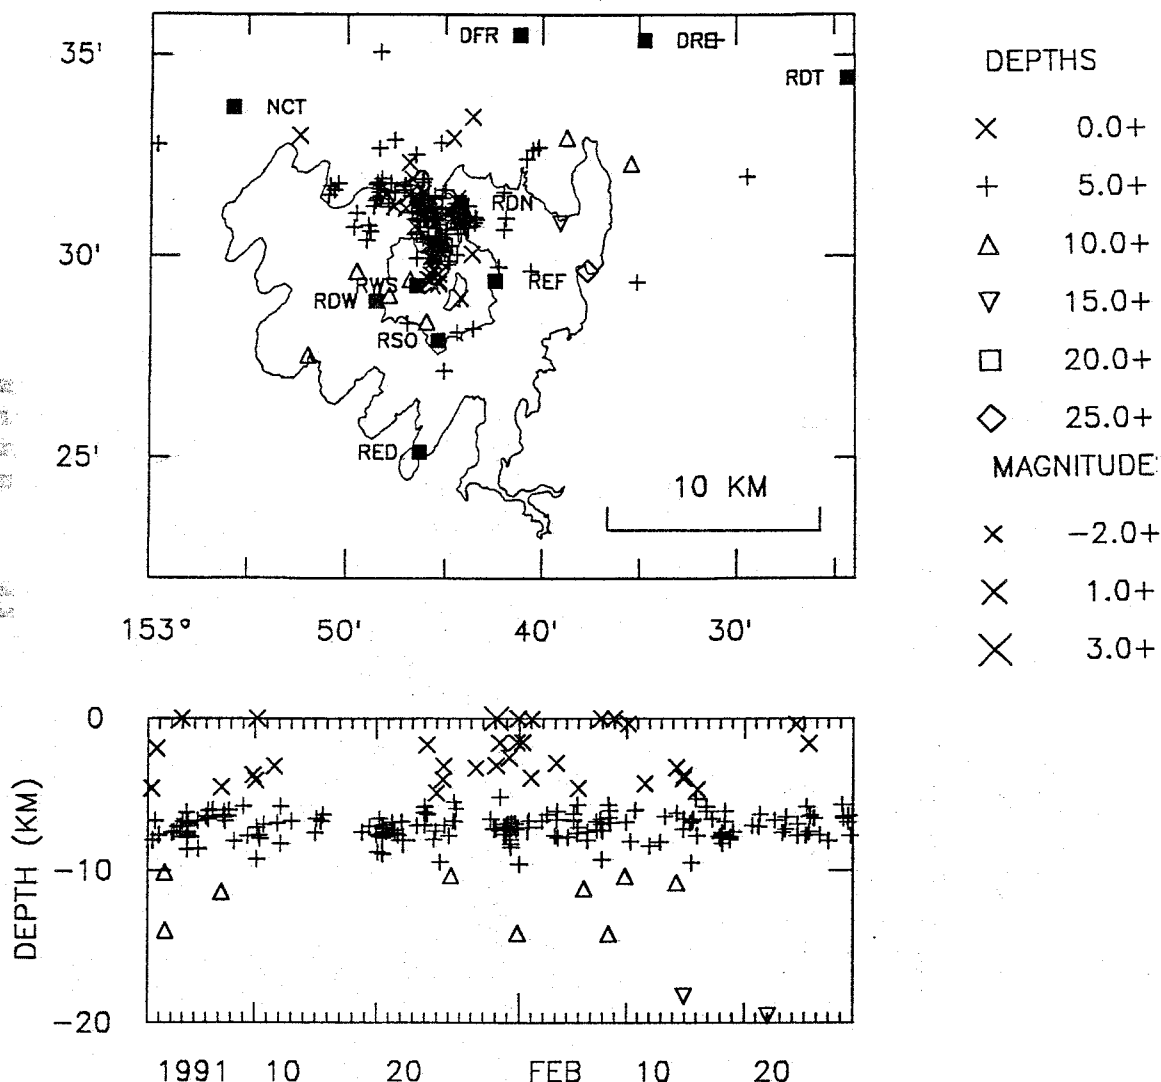 35'
DFR
DRE
RDT
NCT
RDN
30'
RWS
REF
RDW
RSO
25'
RED
10 KM
153° 50' 40' 30'
DEPTHS
0.0+
5.0+
10.0+
15.0+
20.0+
25.0+
MAGNITUDE
-2.0+
1.0+
3.0+
0
-10
-20
DEPTH (KM)
1991 10 20 FEB 10 20